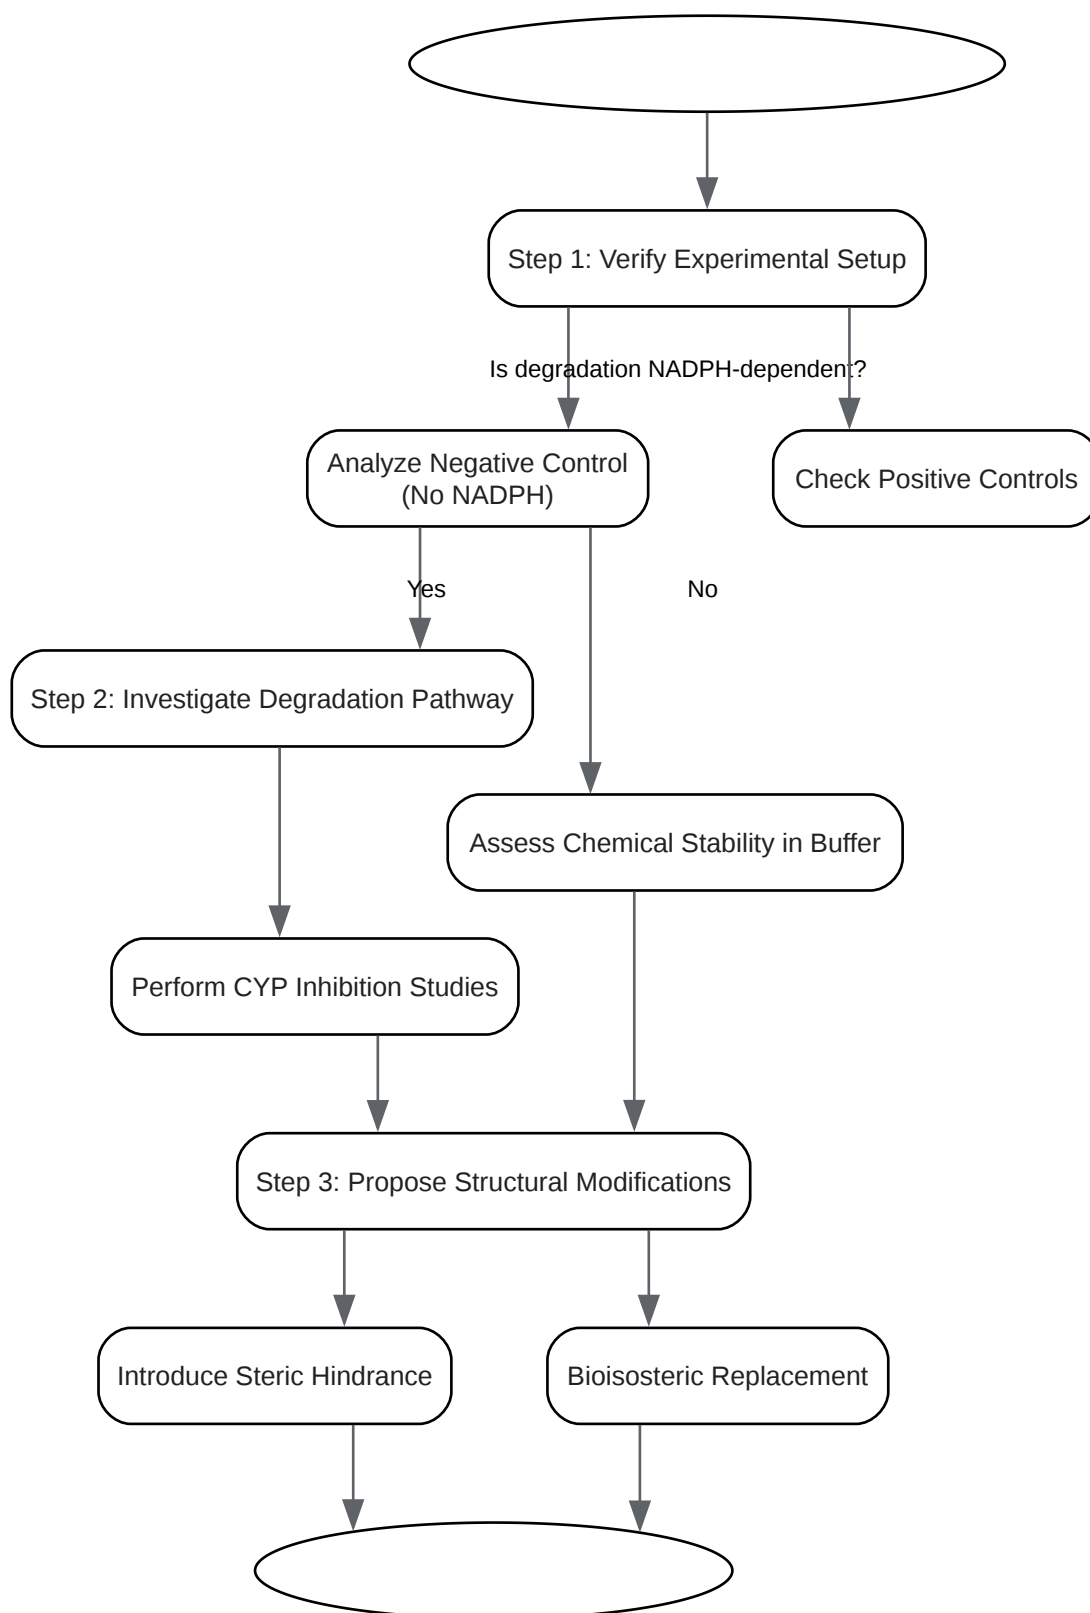 Step 1: Verify Experimental Setup
Is degradation NADPH-dependent?
Analyze Negative Control
(No NADPH)
Check Positive Controls
Yes
No
Step 2: Investigate Degradation Pathway
Assess Chemical Stability in Buffer
Perform CYP Inhibition Studies
Step 3: Propose Structural Modifications
Introduce Steric Hindrance
Bioisosteric Replacement